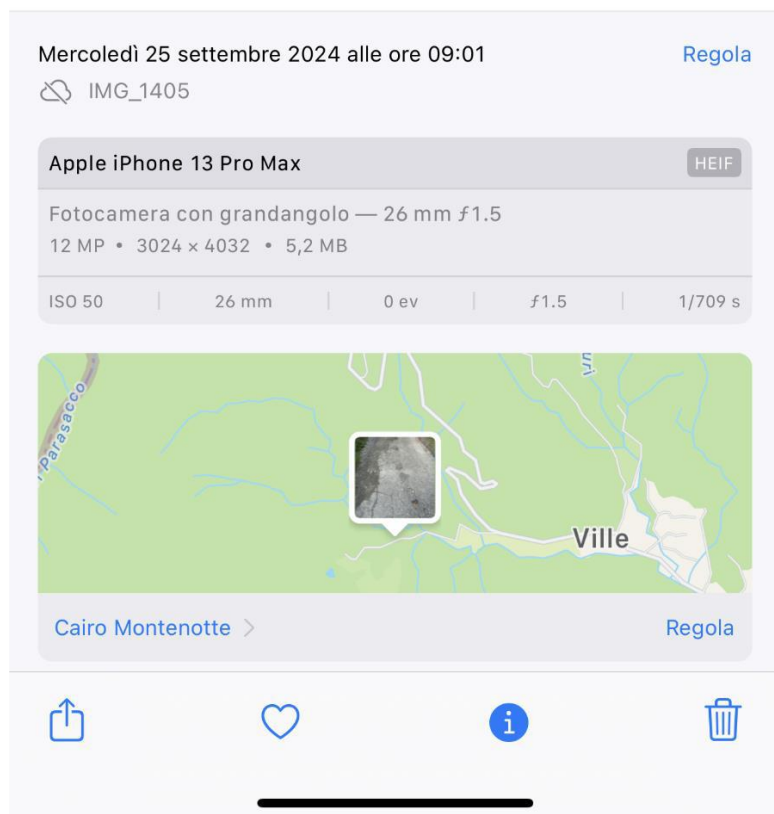 Mercoledì 25 settembre 2024 alle ore 09:01
Regola
IMG_1405
Apple iPhone 13 Pro Max
HEIF
Fotocamera con grandangolo — 26 mm ƒ1.5
12 MP • 3024 × 4032 • 5,2 MB
ISO 50 | 26 mm | 0 ev | ƒ1.5 | 1/709 s
Parasacco
Ville
Cairo Montenotte >
Regola